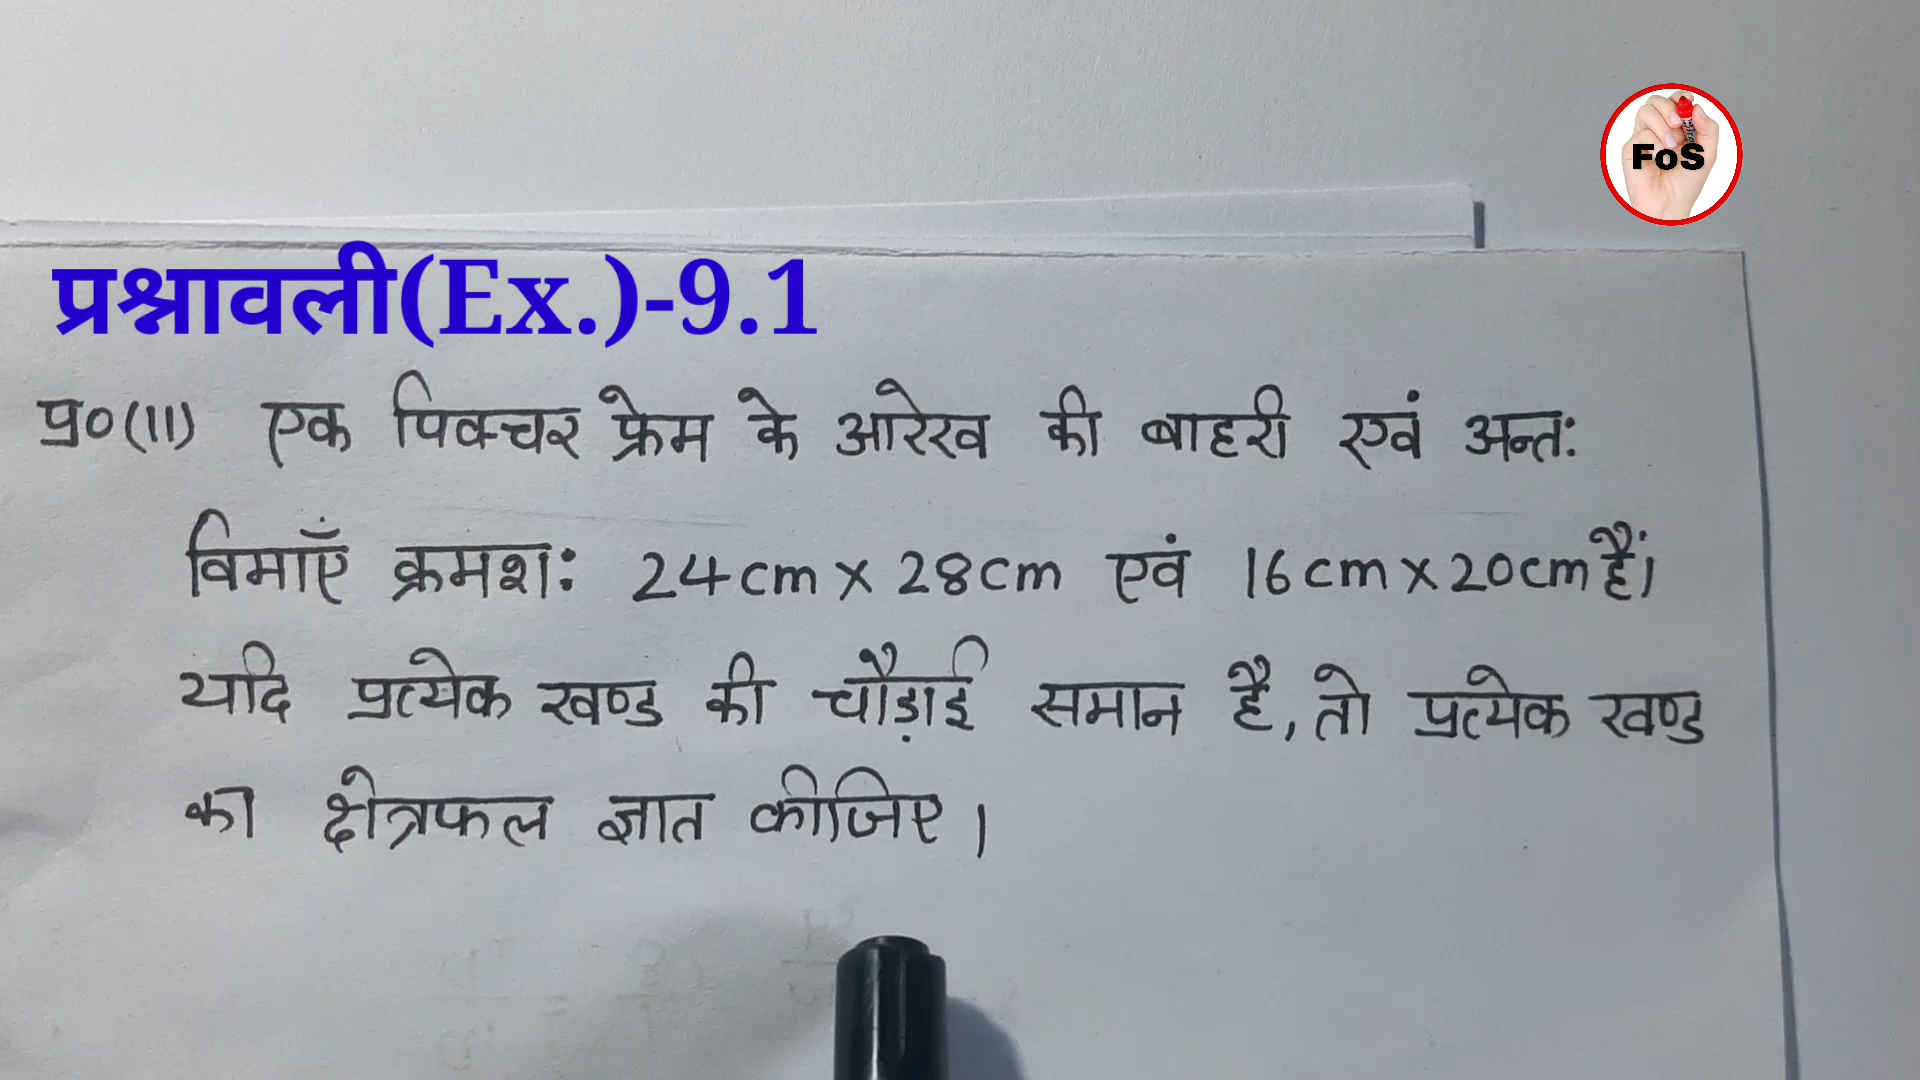 FoS
प्रश्नावली(Ex.)-9.1
प्र०(11) एक पिक्चर फ्रेम के आरेख की बाहरी एवं अन्तः
विमाएँ क्रमशः 24cm x 28cm एवं 16cm x 20cm हैं।
यदि प्रत्येक खण्ड की चौड़ाई समान है, तो प्रत्येक खण्ड
का क्षेत्रफल ज्ञात कीजिए।